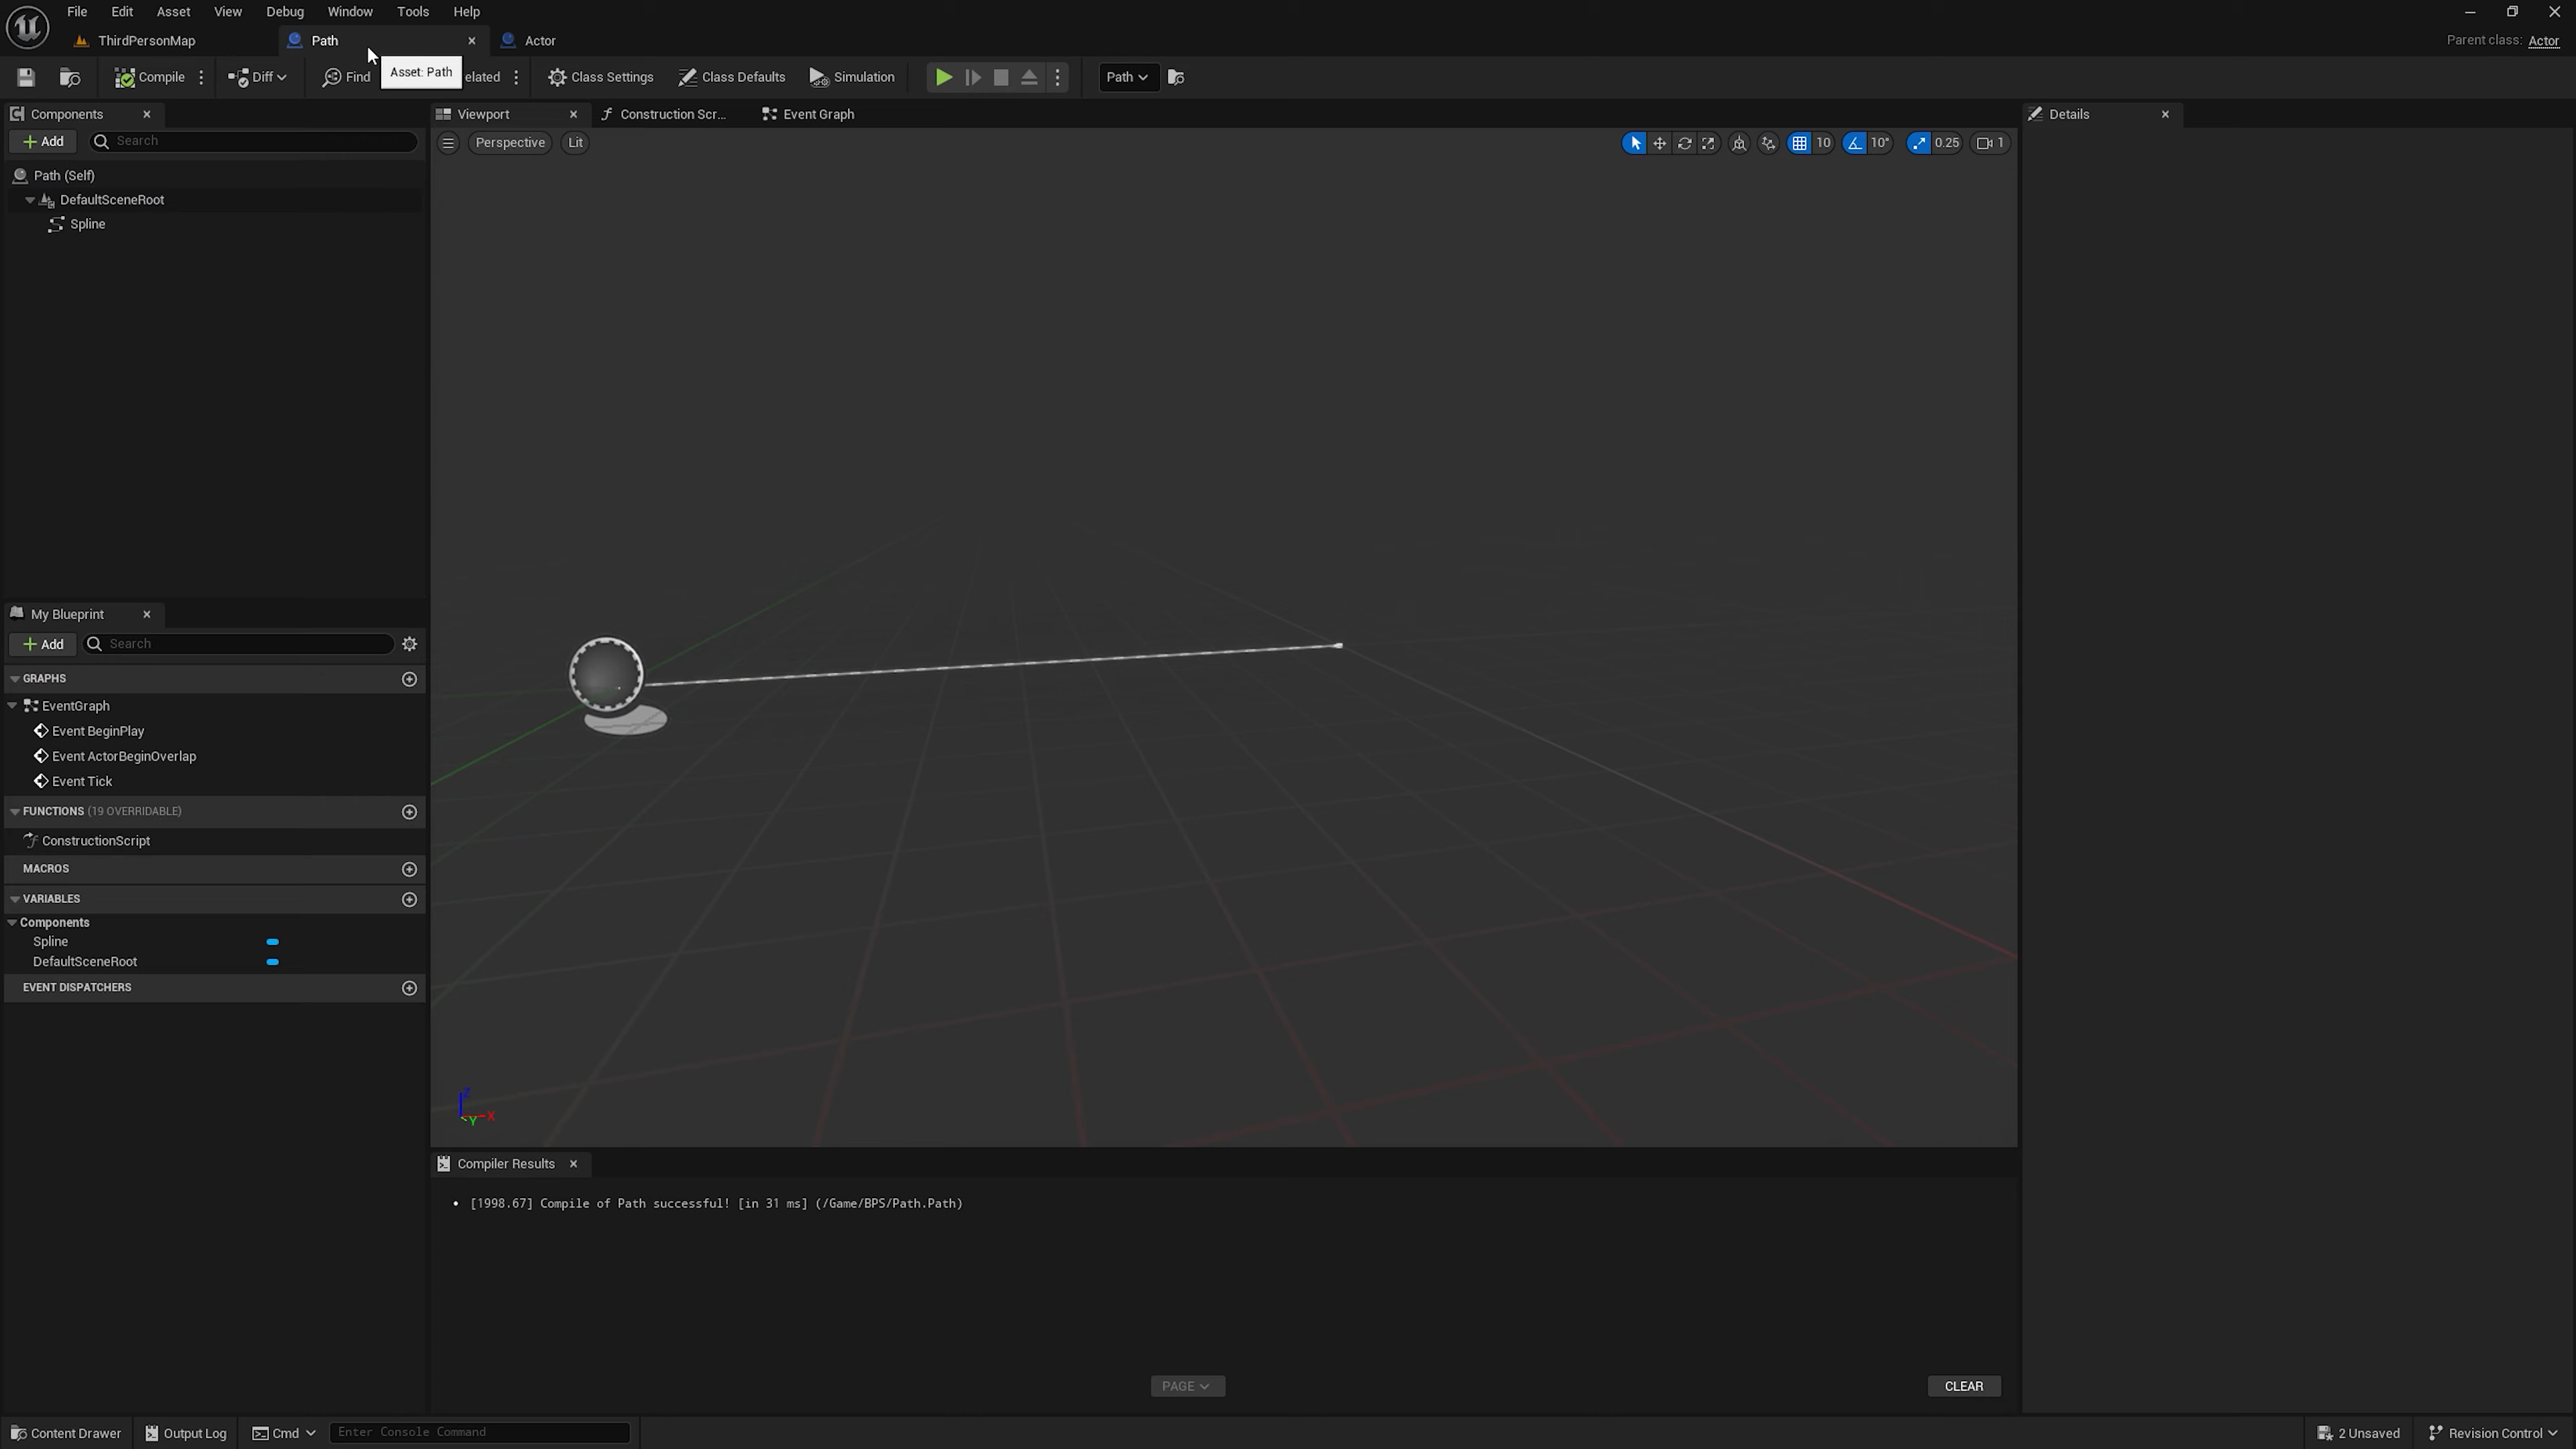 File Edit Asset View Debug Window Tools Help
ThirdPersonMap Path Actor Parent class: Actor
Compile Diff Find elated Class Settings Class Defaults Simulation Path
Asset: Path
Components Viewport Construction Scr... Event Graph Details
Add Search Perspective Lit 10 10° 0.25 1
Path (Self)
DefaultSceneRoot
Spline
My Blueprint
Add Search
GRAPHS
EventGraph
Event BeginPlay
Event ActorBeginOverlap
Event Tick
FUNCTIONS (19 OVERRIDABLE)
ConstructionScript
MACROS
VARIABLES
Components
Spline
DefaultSceneRoot
EVENT DISPATCHERS
Z
X
Y
Compiler Results
• [1998.67] Compile of Path successful! [in 31 ms] (/Game/BPS/Path.Path)
PAGE CLEAR
Content Drawer Output Log Cmd Enter Console Command 2 Unsaved Revision Control